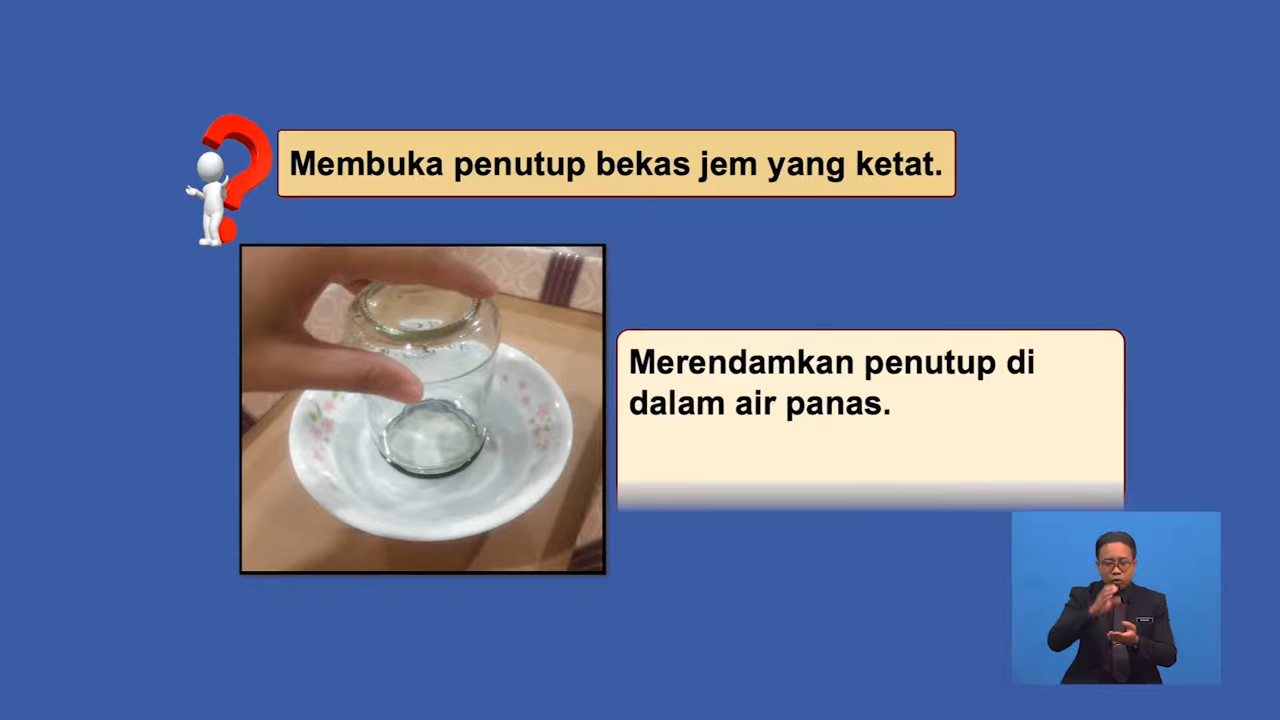 Membuka penutup bekas jem yang ketat.
Merendamkan penutup di
dalam air panas.